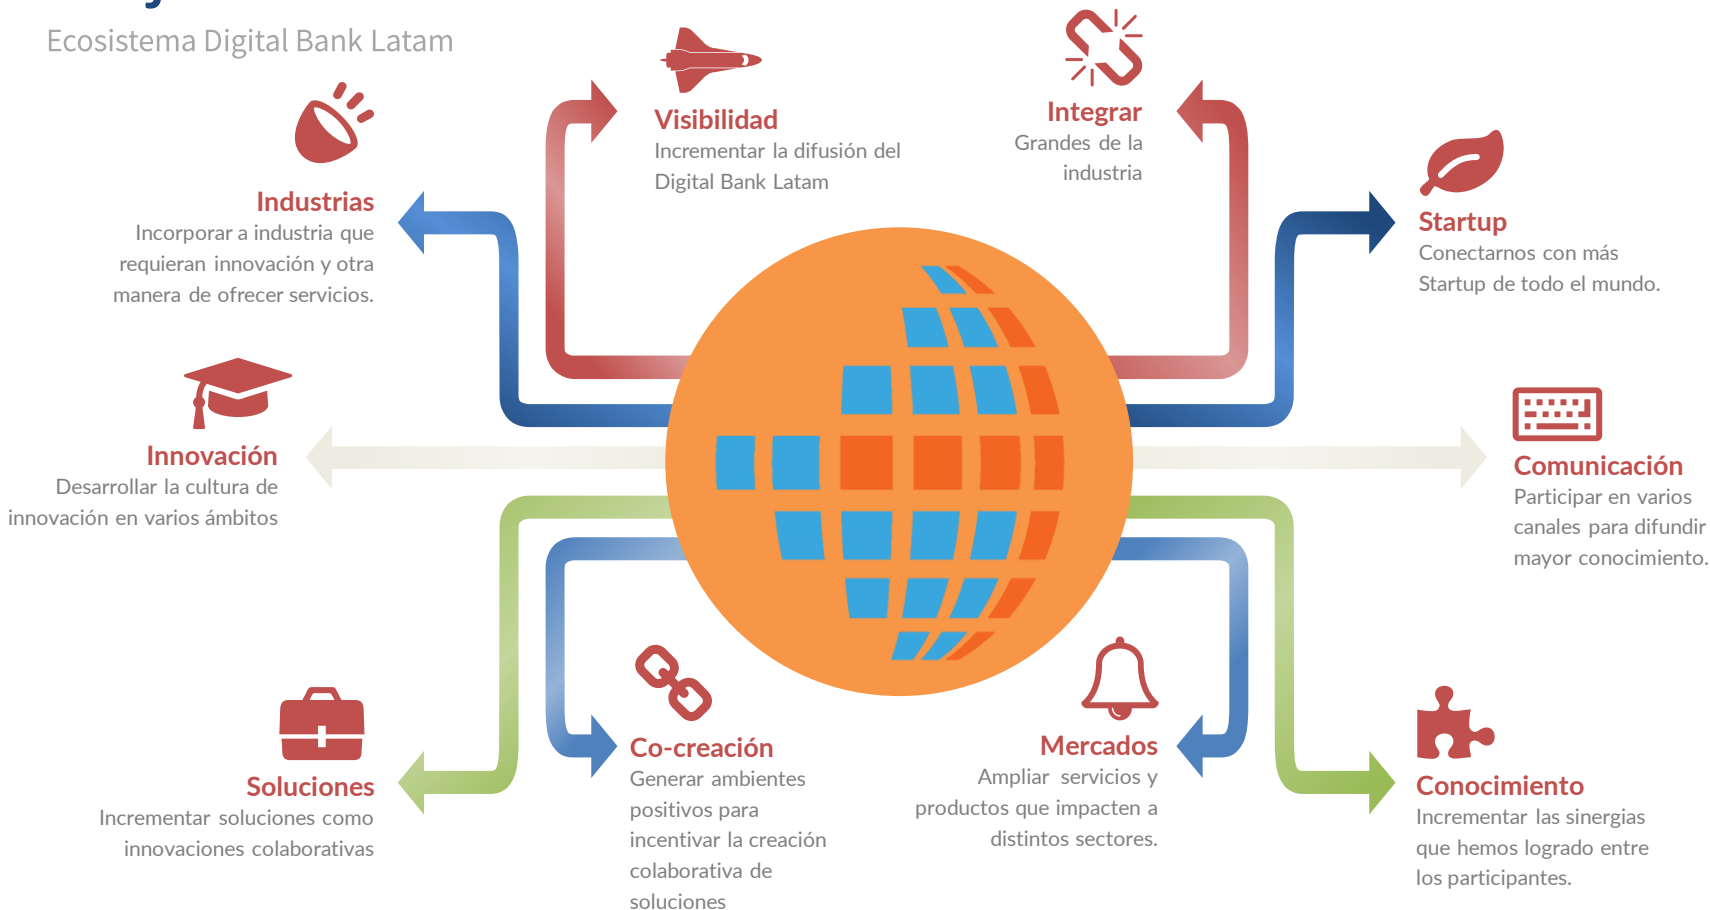 Ecosistema Digital Bank Latam
Visibilidad
Incrementar la difusión del
Digital Bank Latam
Integrar
Grandes de la
industria
Industrias
Incorporar a industria que
requieran innovación y otra
manera de ofrecer servicios.
Startup
Conectarnos con más
Startup de todo el mundo.
Innovación
Desarrollar la cultura de
innovación en varios ámbitos
Comunicación
Participar en varios
canales para difundir
mayor conocimiento.
Soluciones
Incrementar soluciones como
innovaciones colaborativas
Co-creación
Generar ambientes
positivos para
incentivar la creación
colaborativa de
soluciones
Mercados
Ampliar servicios y
productos que impacten a
distintos sectores.
Conocimiento
Incrementar las sinergias
que hemos logrado entre
los participantes.